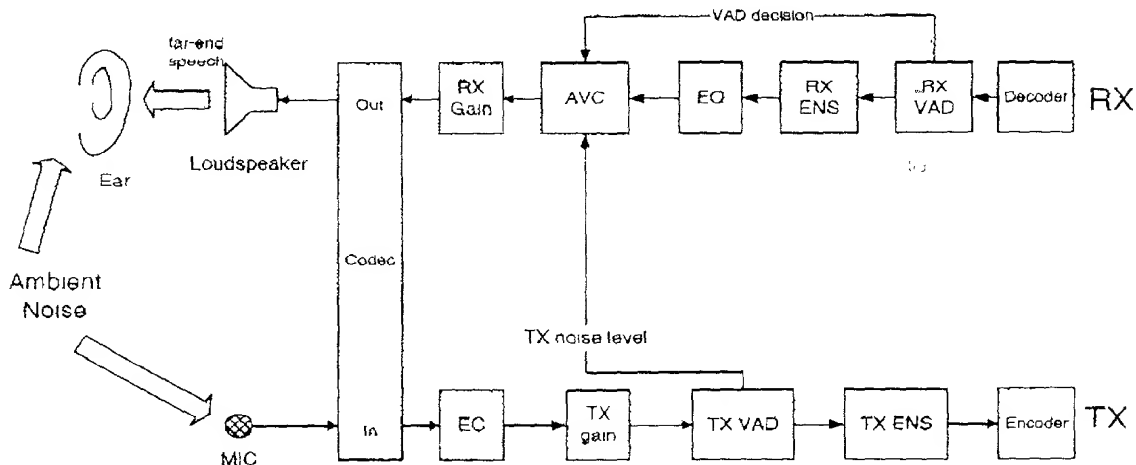 VAD decision
far-end
speech
Out
RX
Gain
AVC
EQ
RX
ENS
RX
VAD
Decoder
RX
Loudspeaker
Ear
Codec
Ambient
Noise
TX noise level
MIC
In
EC
TX
gain
TX VAD
TX ENS
Encoder
TX